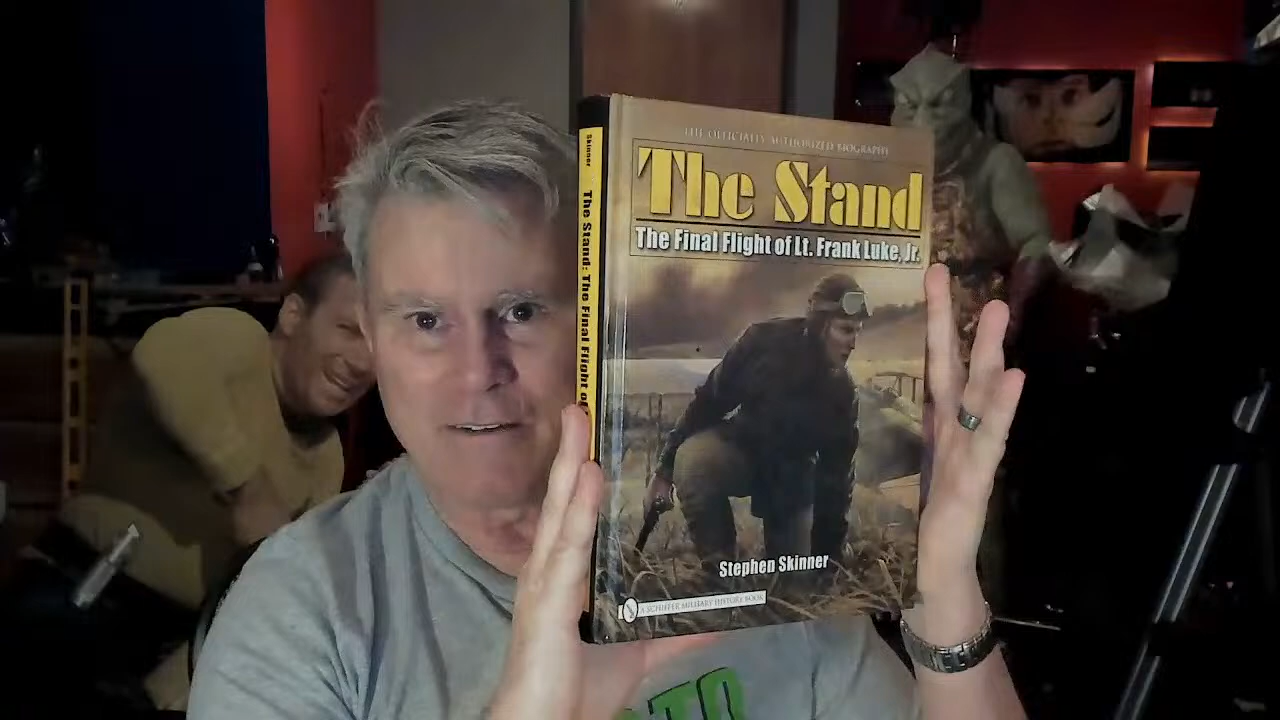 THE OFFICIALLY AUTHORIZED BIOGRAPHY
The Stand
The Final Flight of Lt. Frank Luke, Jr.
Stephen Skinner
A SCHIFFER MILITARY HISTORY BOOK
Skinner
The Stand: The Final Flight of